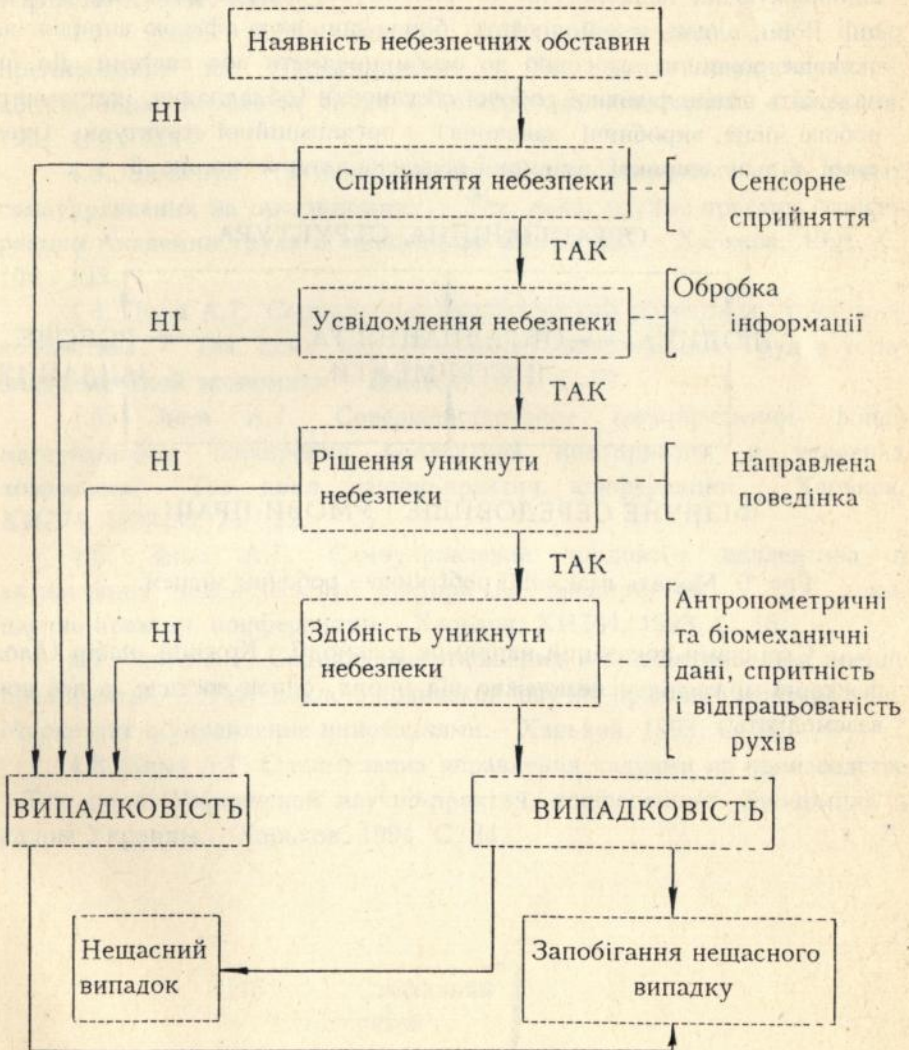 Наявність небезпечних обставин
НІ
Сприйняття небезпеки
Сенсорне
сприйняття
ТАК
НІ
Усвідомлення небезпеки
Обробка
інформації
ТАК
НІ
Рішення уникнути
небезпеки
Направлена
поведінка
ТАК
НІ
Здібність уникнути
небезпеки
Антропометричні
та біомеханичні
дані, спритність
і відпрацьованість
рухів
ВИПАДКОВІСТЬ
ВИПАДКОВІСТЬ
Нещасний
випадок
Запобігання нещасного
випадку